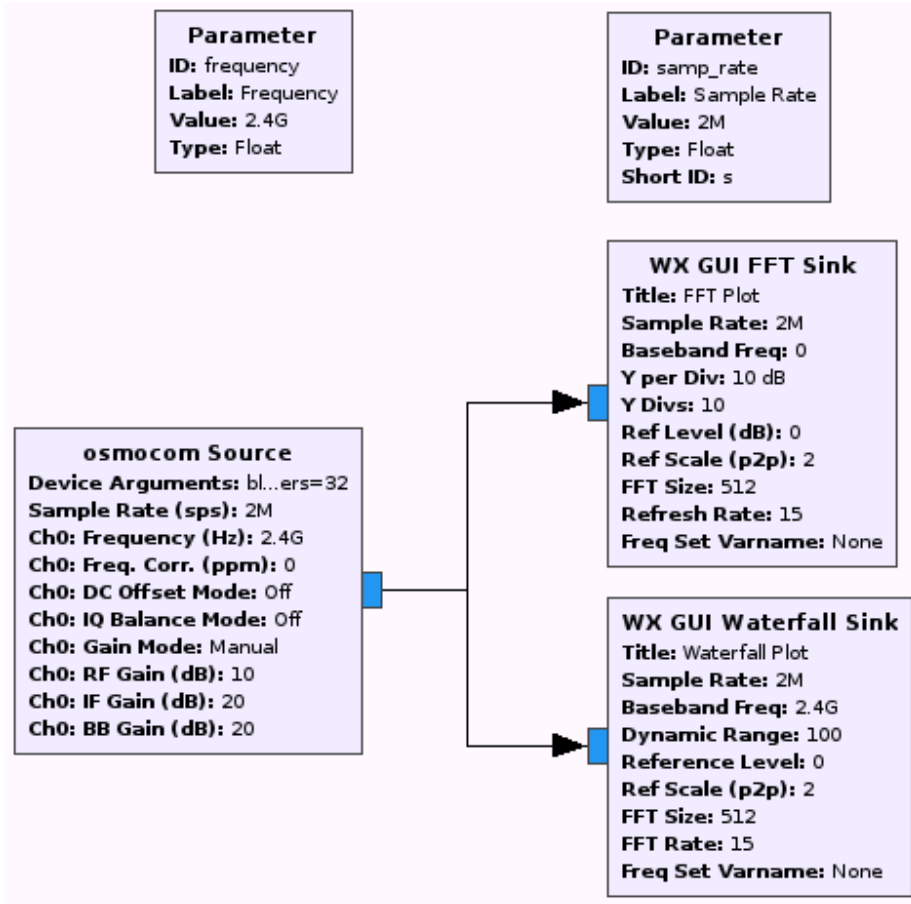 Parameter
ID: frequency
Label: Frequency
Value: 2.4G
Type: Float
Parameter
ID: samp_rate
Label: Sample Rate
Value: 2M
Type: Float
Short ID: s
WX GUI FFT Sink
Title: FFT Plot
Sample Rate: 2M
Baseband Freq: 0
Y per Div: 10 dB
Y Divs: 10
Ref Level (dB): 0
Ref Scale (p2p): 2
FFT Size: 512
Refresh Rate: 15
Freq Set Varname: None
osmocom Source
Device Arguments: bl...ers=32
Sample Rate (sps): 2M
Ch0: Frequency (Hz): 2.4G
Ch0: Freq. Corr. (ppm): 0
Ch0: DC Offset Mode: Off
Ch0: IQ Balance Mode: Off
Ch0: Gain Mode: Manual
Ch0: RF Gain (dB): 10
Ch0: IF Gain (dB): 20
Ch0: BB Gain (dB): 20
WX GUI Waterfall Sink
Title: Waterfall Plot
Sample Rate: 2M
Baseband Freq: 2.4G
Dynamic Range: 100
Reference Level: 0
Ref Scale (p2p): 2
FFT Size: 512
FFT Rate: 15
Freq Set Varname: None